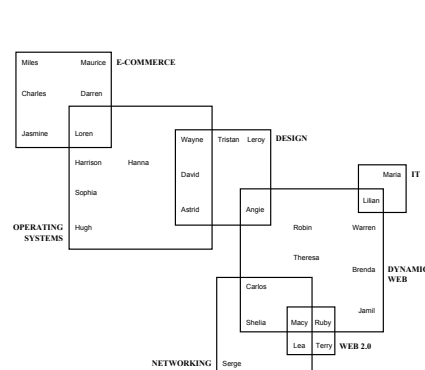 Miles Maurice E-COMMERCE
Charles Darren
Jasmine Loren
Wayne Tristan Leroy DESIGN
Harrison Hanna
David
Maria IT
Sophia
Lilian
Astrid Angie
OPERATING Hugh
SYSTEMS
Robin Warren
Theresa
Brenda DYNAMIC
WEB
Carlos
Jamil
Shelia Macy Ruby
Lea Terry WEB 2.0
NETWORKING Serge